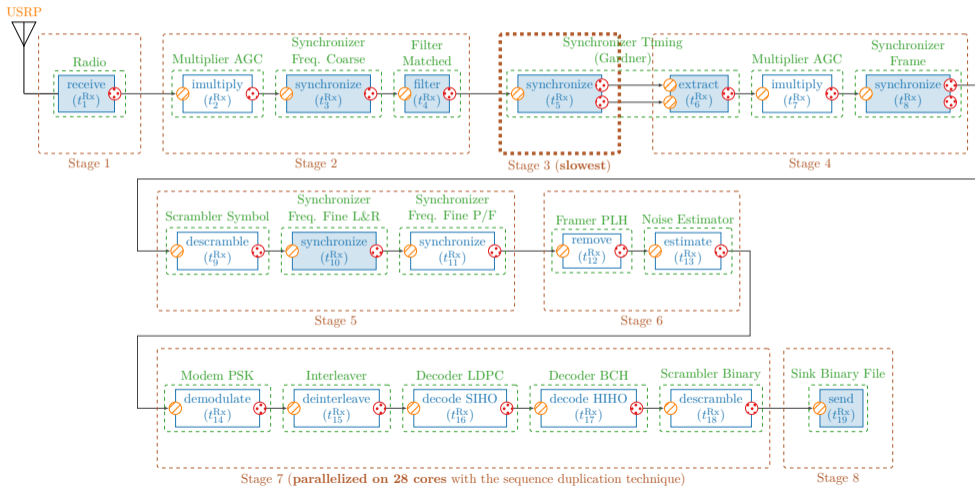 USRP
Radio
receive
(t₁ᴿˣ)
Stage 1
Multiplier AGC
imultiply
(t₂ᴿˣ)
Synchronizer
Freq. Coarse
synchronize
(t₃ᴿˣ)
Filter
Matched
filter
(t₄ᴿˣ)
Stage 2
Synchronizer Timing
(Gardner)
synchronize
(t₅ᴿˣ)
Stage 3 (slowest)
extract
(t₆ᴿˣ)
Multiplier AGC
imultiply
(t₇ᴿˣ)
Synchronizer
Frame
synchronize
(t₈ᴿˣ)
Stage 4
Scrambler Symbol
descramble
(t₉ᴿˣ)
Synchronizer
Freq. Fine L&R
synchronize
(t₁₀ᴿˣ)
Synchronizer
Freq. Fine P/F
synchronize
(t₁₁ᴿˣ)
Stage 5
Framer PLH
remove
(t₁₂ᴿˣ)
Noise Estimator
estimate
(t₁₃ᴿˣ)
Stage 6
Modem PSK
demodulate
(t₁₄ᴿˣ)
Interleaver
deinterleave
(t₁₅ᴿˣ)
Decoder LDPC
decode SIHO
(t₁₆ᴿˣ)
Decoder BCH
decode HIHO
(t₁₇ᴿˣ)
Scrambler Binary
descramble
(t₁₈ᴿˣ)
Stage 7 (parallelized on 28 cores with the sequence duplication technique)
Sink Binary File
send
(t₁₉ᴿˣ)
Stage 8